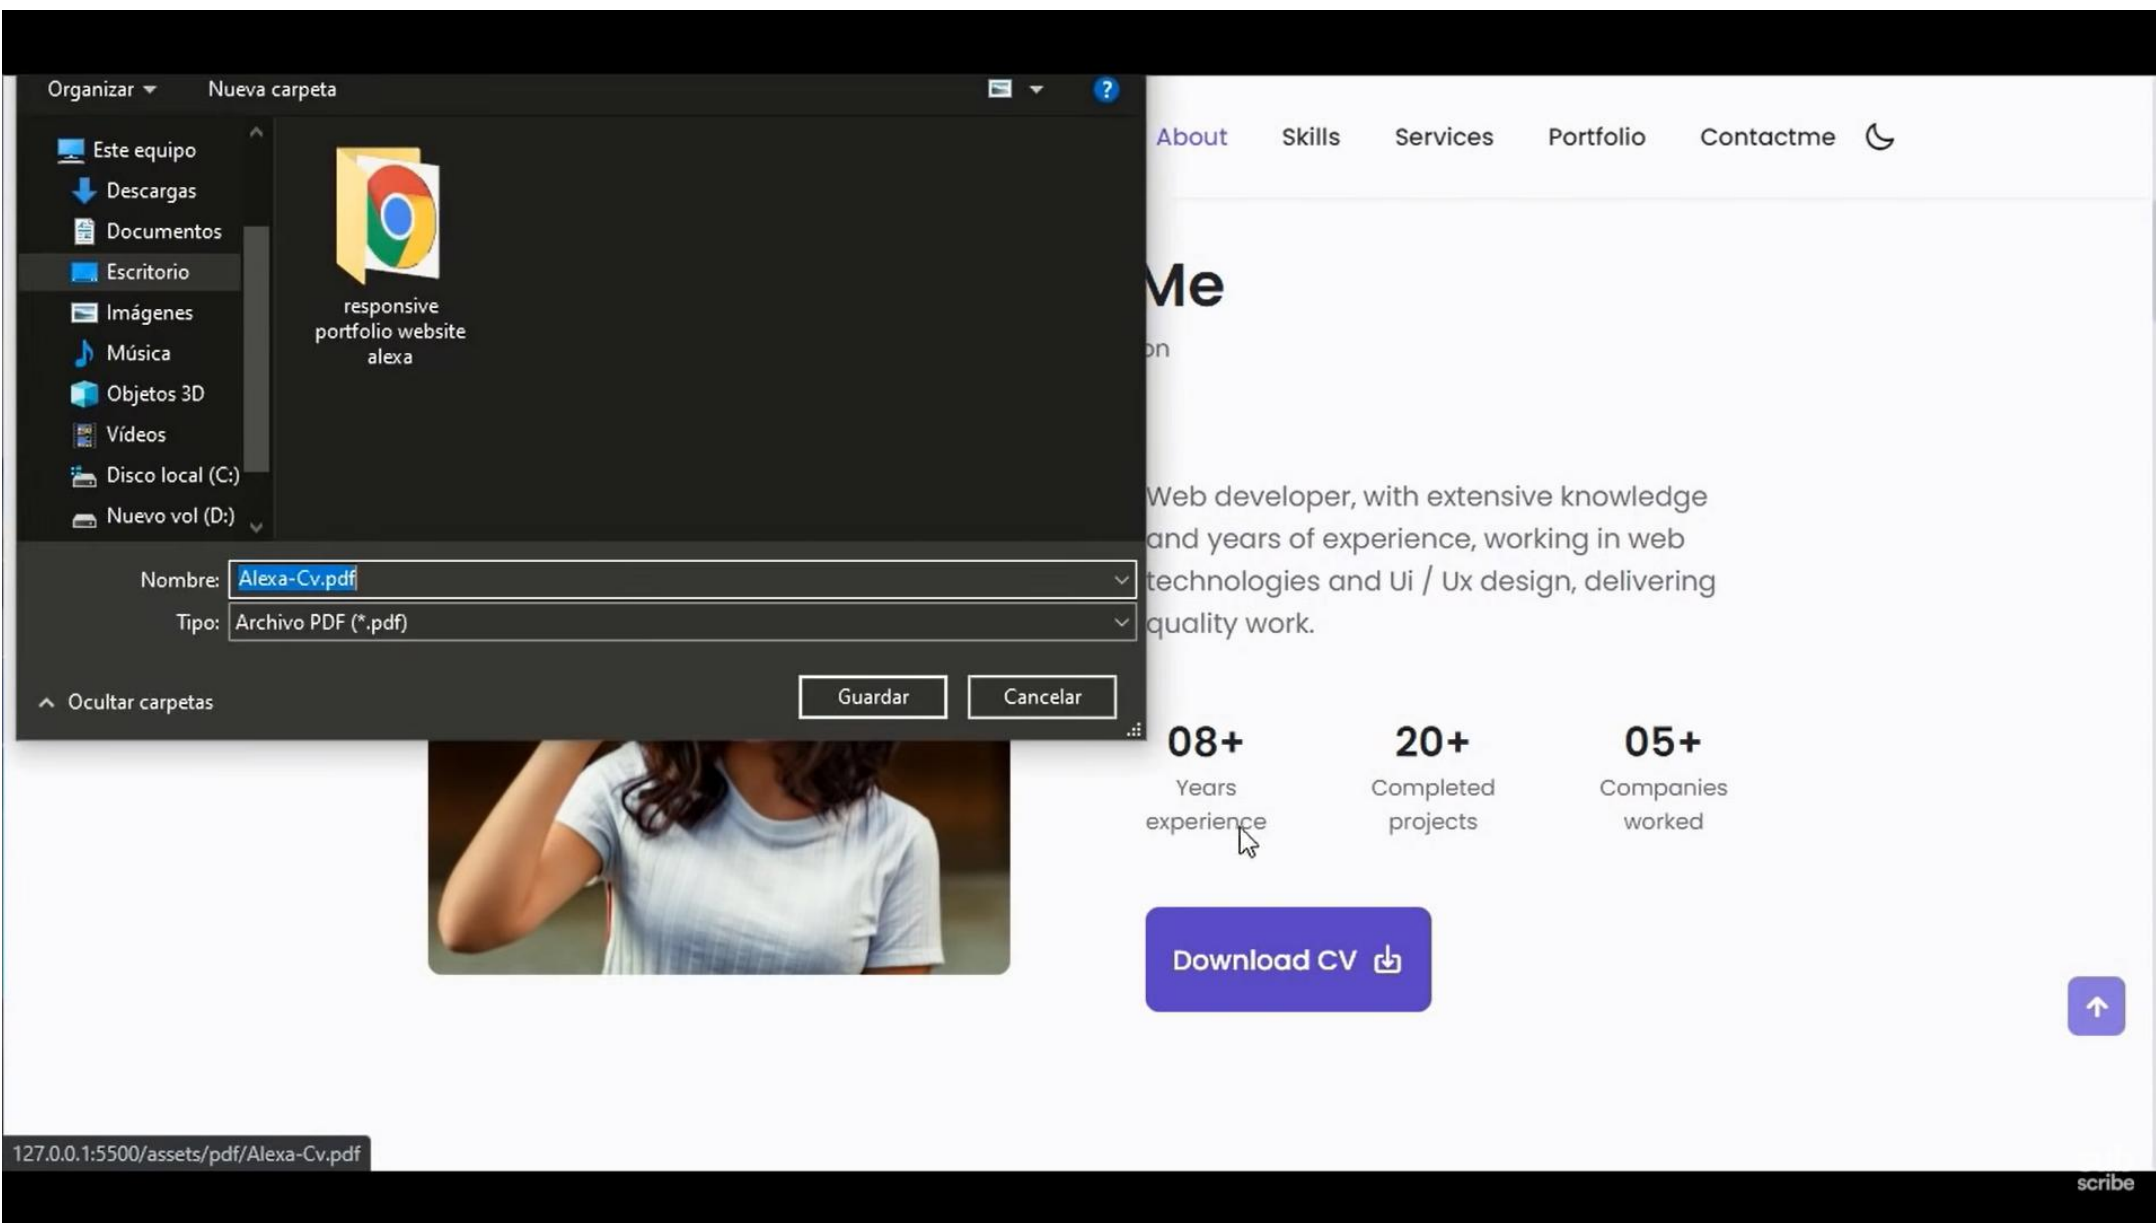 Organizar
Nueva carpeta
?
Este equipo
Descargas
Documentos
Escritorio
Imágenes
Música
Objetos 3D
Vídeos
Disco local (C:)
Nuevo vol (D:)
responsive
portfolio website
alexa
Nombre: Alexa-Cv.pdf
Tipo: Archivo PDF (*.pdf)
Ocultar carpetas
Guardar
Cancelar
About
Skills
Services
Portfolio
Contactme
Me
on
Web developer, with extensive knowledge
and years of experience, working in web
technologies and Ui / Ux design, delivering
quality work.
08+
Years
experience
20+
Completed
projects
05+
Companies
worked
Download CV
127.0.0.1:5500/assets/pdf/Alexa-Cv.pdf
scribe